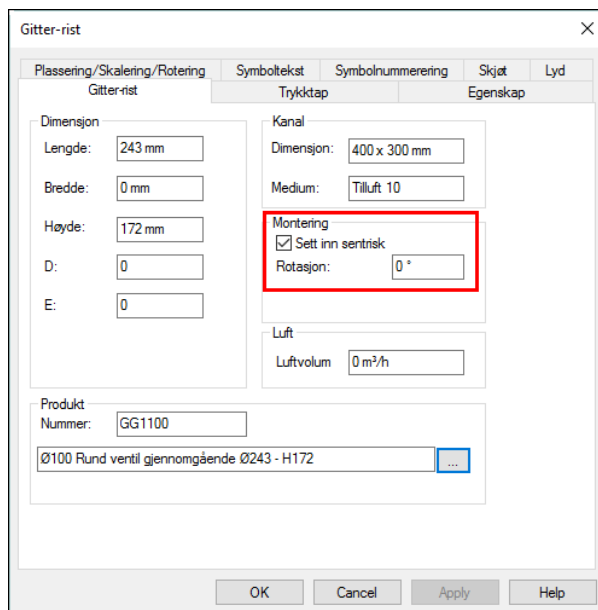 Gitter-rist
Plassering/Skalering/Rotering Symboltekst Symbolnummerering Skjøt Lyd
Gitter-rist Trykktap Egenskap
Dimensjon
Lengde: 243 mm
Bredde: 0 mm
Høyde: 172 mm
D: 0
E: 0
Kanal
Dimensjon: 400 x 300 mm
Medium: Tilluft 10
Montering
Sett inn sentrisk
Rotasjon: 0 °
Luft
Luftvolum 0 m³/h
Produkt
Nummer: GG1100
Ø100 Rund ventil gjennomgående Ø243 - H172 ...
OK Cancel Apply Help